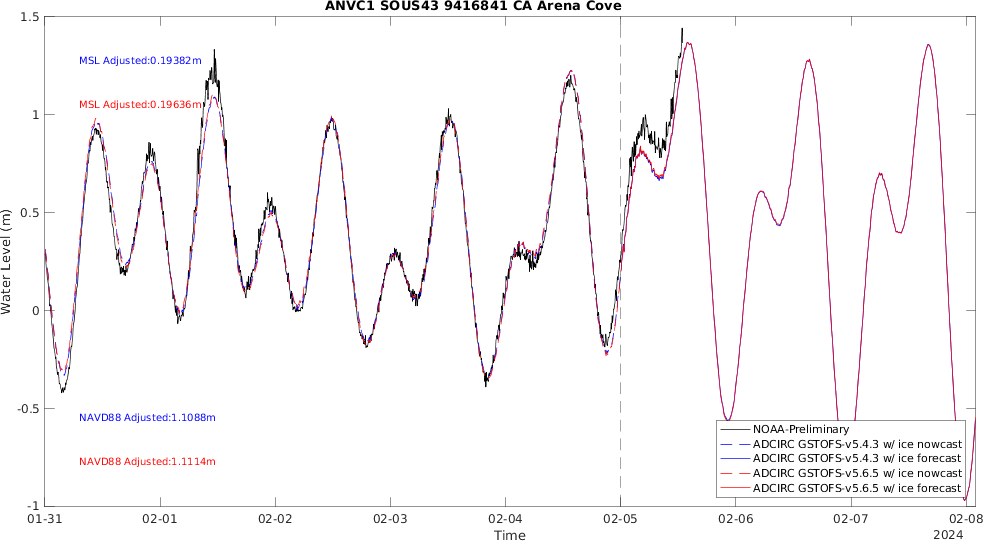 ANVC1 SOUS43 9416841 CA Arena Cove
1.5
1
0.5
0
-0.5
-1
Water Level (m)
MSL Adjusted:0.19382m
MSL Adjusted:0.19636m
NAVD88 Adjusted:1.1088m
NAVD88 Adjusted:1.1114m
NOAA-Preliminary
ADCIRC GSTOFS-v5.4.3 w/ ice nowcast
ADCIRC GSTOFS-v5.4.3 w/ ice forecast
ADCIRC GSTOFS-v5.6.5 w/ ice nowcast
ADCIRC GSTOFS-v5.6.5 w/ ice forecast
01-31 02-01 02-02 02-03 02-04 02-05 02-06 02-07 02-08
Time
2024